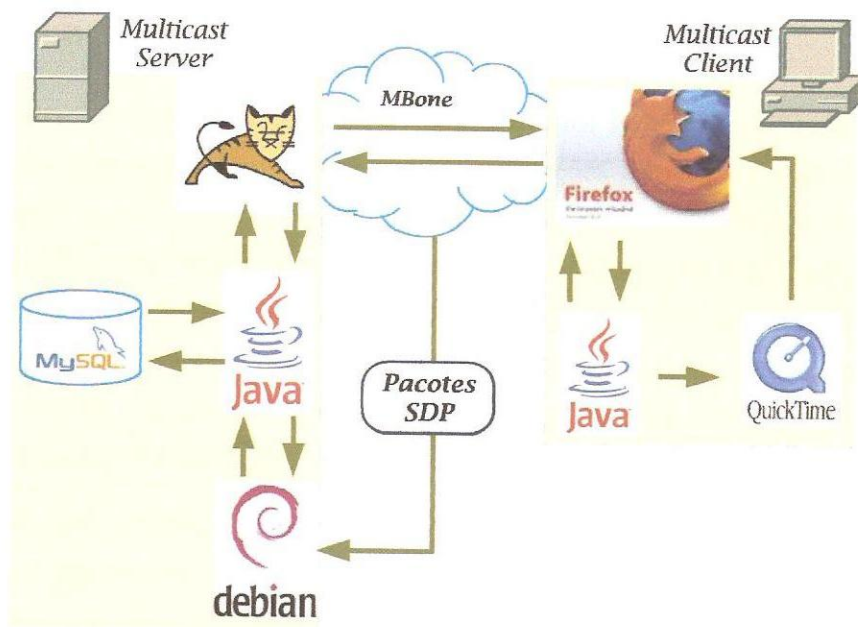 Multicast
Server
MBone
Multicast
Client
Firefox
MySQL
Java
Pacotes
SDP
Java
QuickTime
debian